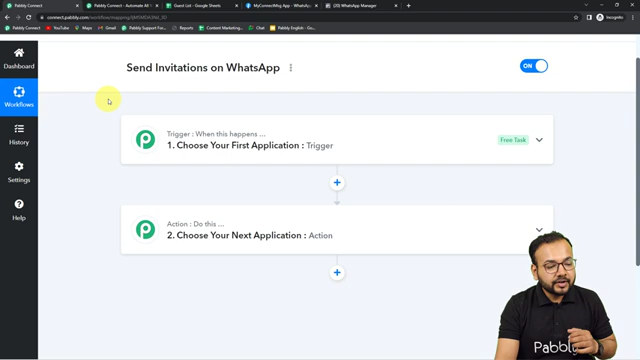 Pabbly Connect
Pabbly Connect - Automate All
Guest List - Google Sheets
MyConnectMsg App - WhatsA
WhatsApp Manager
connect.pabbly.com/workflow/mapping/
Incognito
Pabbly Connect
YouTube
Maps
Gmail
Pabbly Support Fo...
Reports
Content Marketing...
Chat
Pabbly English - Go...
Dashboard
Workflows
History
Settings
Help
Send Invitations on WhatsApp
ON
Trigger : When this happens ...
1. Choose Your First Application : Trigger
Free Task
Action : Do this ...
2. Choose Your Next Application : Action
Pabbly